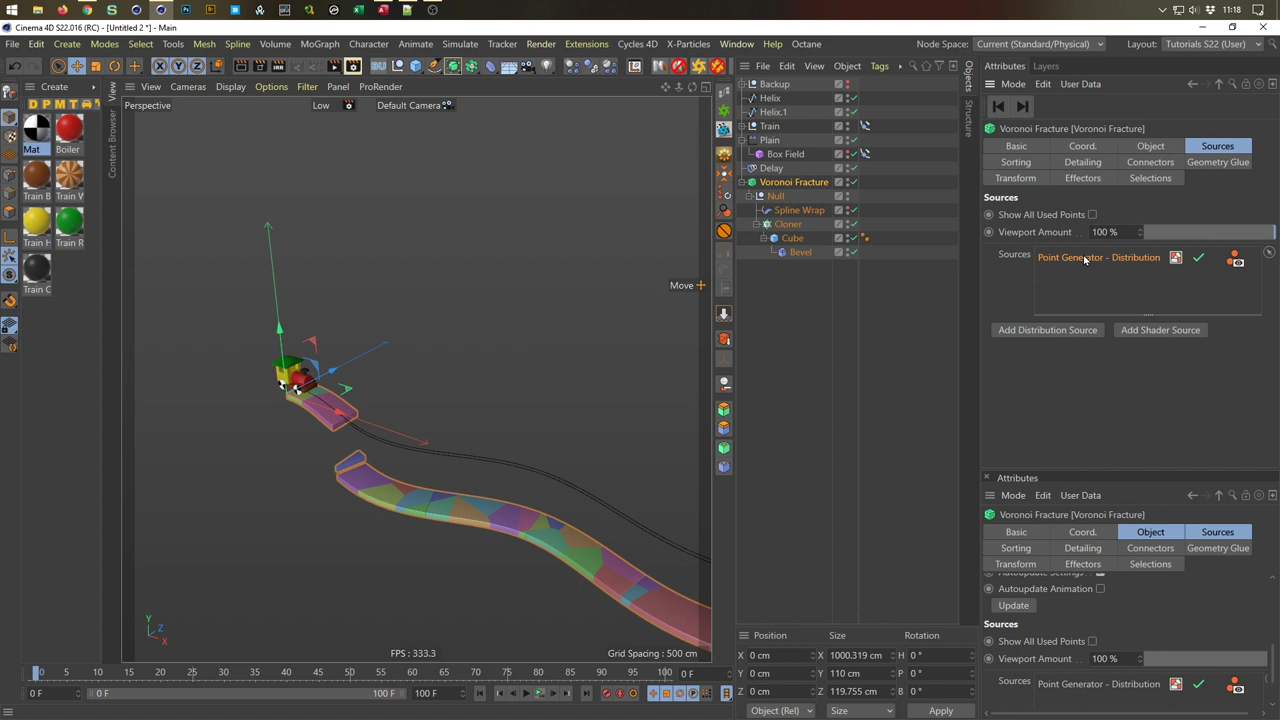 11:18
Cinema 4D S22.016 (RC) - [Untitled 2 *] - Main
File Edit Create Modes Select Tools Mesh Spline Volume MoGraph Character Animate Simulate Tracker Render Extensions Cycles 4D X-Particles Window Help Octane Node Space: Current (Standard/Physical) Layout: Tutorials S22 (User)
X Y Z
Create
View Cameras Display Options Filter Panel ProRender
File Edit View Object Tags
Attributes Layers
Mode Edit User Data
D P M T
Perspective Low Default Camera
Mat Boiler
Train B Train V
Train H Train R
Train C
View
Content Browser
Move
FPS : 333.3 Grid Spacing : 500 cm
Y
Z
X
Objects
Structure
Backup
Helix
Helix.1
Train
Plain
Box Field
Delay
Voronoi Fracture
Null
Spline Wrap
Cloner
Cube
Bevel
Voronoi Fracture [Voronoi Fracture]
Basic Coord. Object Sources
Sorting Detailing Connectors Geometry Glue
Transform Effectors Selections
Sources
Show All Used Points
Viewport Amount 100 %
Sources Point Generator - Distribution
Add Distribution Source Add Shader Source
Attributes
Mode Edit User Data
Voronoi Fracture [Voronoi Fracture]
Basic Coord. Object Sources
Sorting Detailing Connectors Geometry Glue
Transform Effectors Selections
Autoupdate Settings
Autoupdate Animation
Update
Sources
Show All Used Points
Viewport Amount 100 %
Sources Point Generator - Distribution
0 5 10 15 20 25 30 35 40 45 50 55 60 65 70 75 80 85 90 95 100 0 F
0 F 0 F 100 F 100 F
Position Size Rotation
X 0 cm X 1000.319 cm H 0 °
Y 0 cm Y 110 cm P 0 °
Z 0 cm Z 119.755 cm B 0 °
Object (Rel) Size Apply